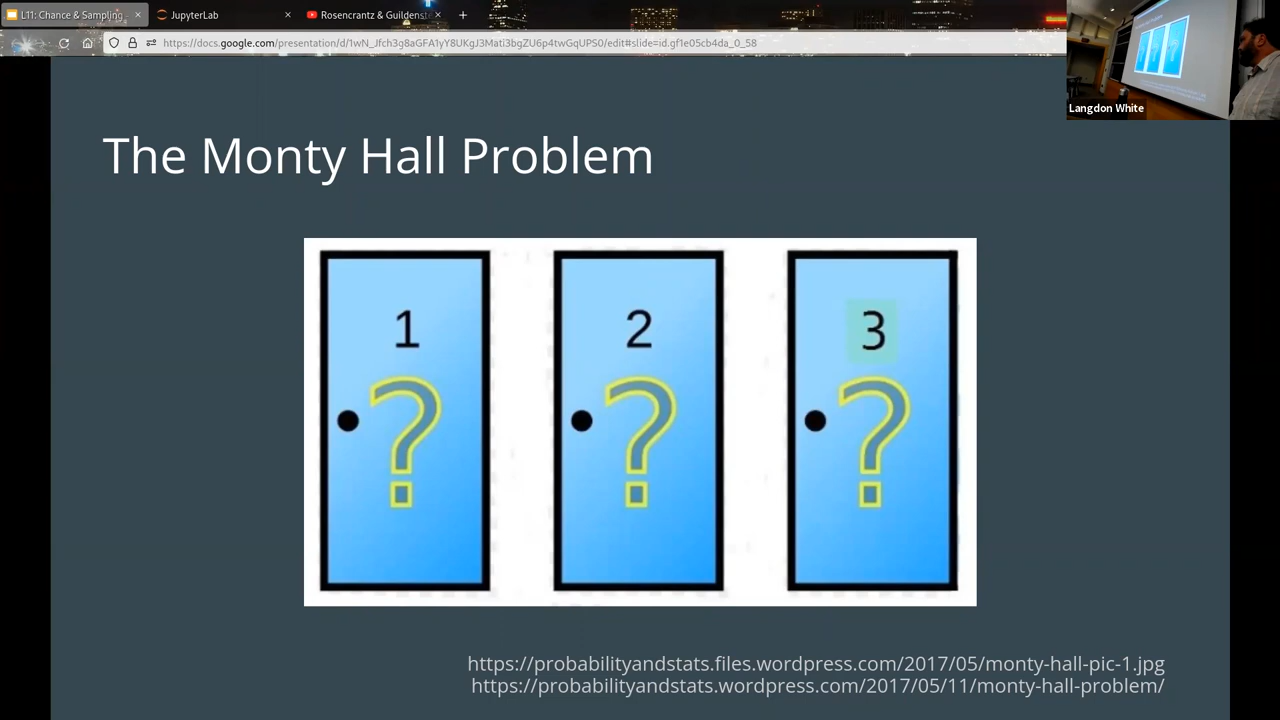 L11: Chance & Sampling
JupyterLab
Rosencrantz & Guildenste
https://docs.google.com/presentation/d/1wN_Jfch3g8aGFA1yY8UKgJ3Mati3bgZU6p4twGqUPS0/edit#slide=id.gf1e05cb4da_0_58
Langdon White
The Monty Hall Problem
1 2 3
? ? ?
https://probabilityandstats.files.wordpress.com/2017/05/monty-hall-pic-1.jpg
https://probabilityandstats.wordpress.com/2017/05/11/monty-hall-problem/